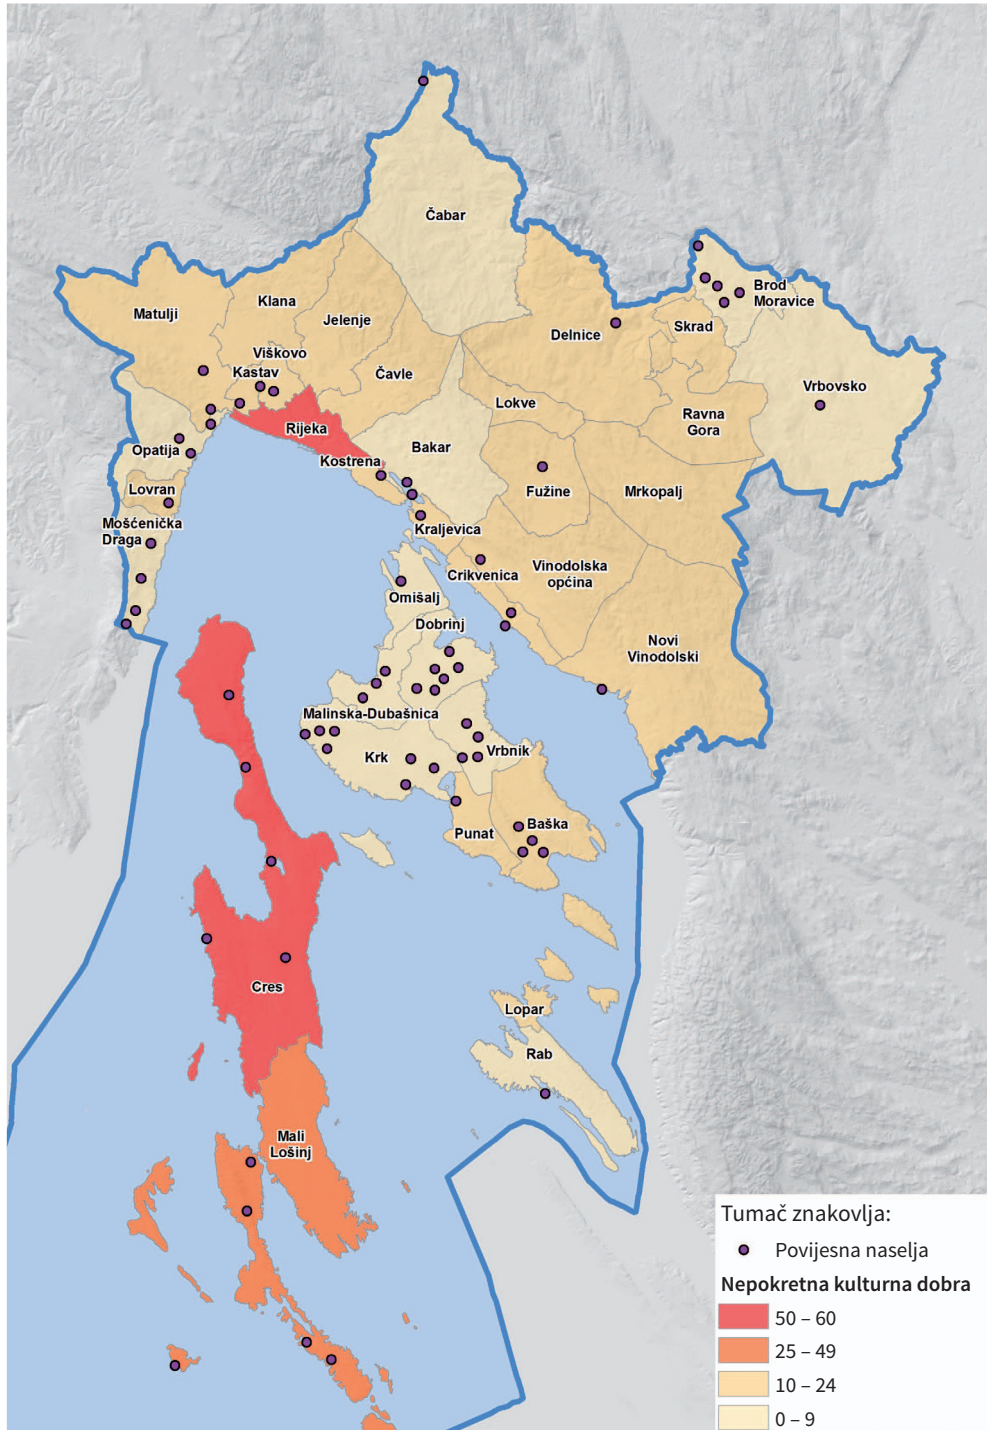 Čabar
Brod
Moravice
Matulji
Klana
Jelenje
Delnice
Skrad
Viškovo
Kastav
Čavle
Vrbovsko
Lokve
Ravna
Gora
Rijeka
Opatija
Bakar
Kostrena
Lovran
Fužine
Mrkopalj
Mošćenička
Draga
Kraljevica
Crikvenica
Vinodolska
općina
Omišalj
Dobrinj
Novi
Vinodolski
Malinska-Dubašnica
Krk
Vrbnik
Punat
Baška
Cres
Lopar
Rab
Mali
Lošinj
Tumač znakovlja:
Povijesna naselja
Nepokretna kulturna dobra
50 – 60
25 – 49
10 – 24
0 – 9